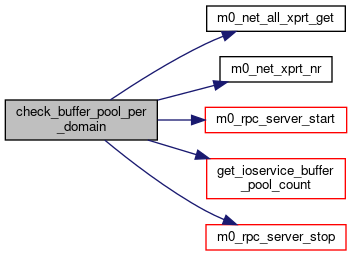 m0_net_all_xprt_get
m0_net_xprt_nr
check_buffer_pool_per
_domain
m0_rpc_server_start
get_ioservice_buffer
_pool_count
m0_rpc_server_stop